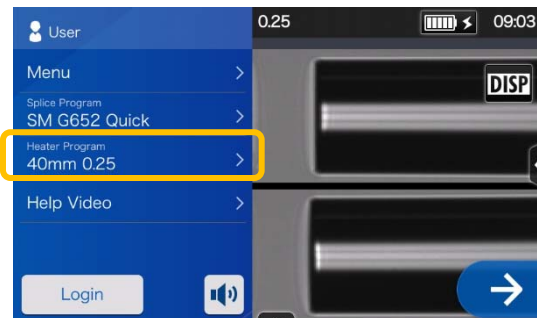 User
0.25
09:03
Menu
Splice Program
SM G652 Quick
DISP
Heater Program
40mm 0.25
Help Video
Login